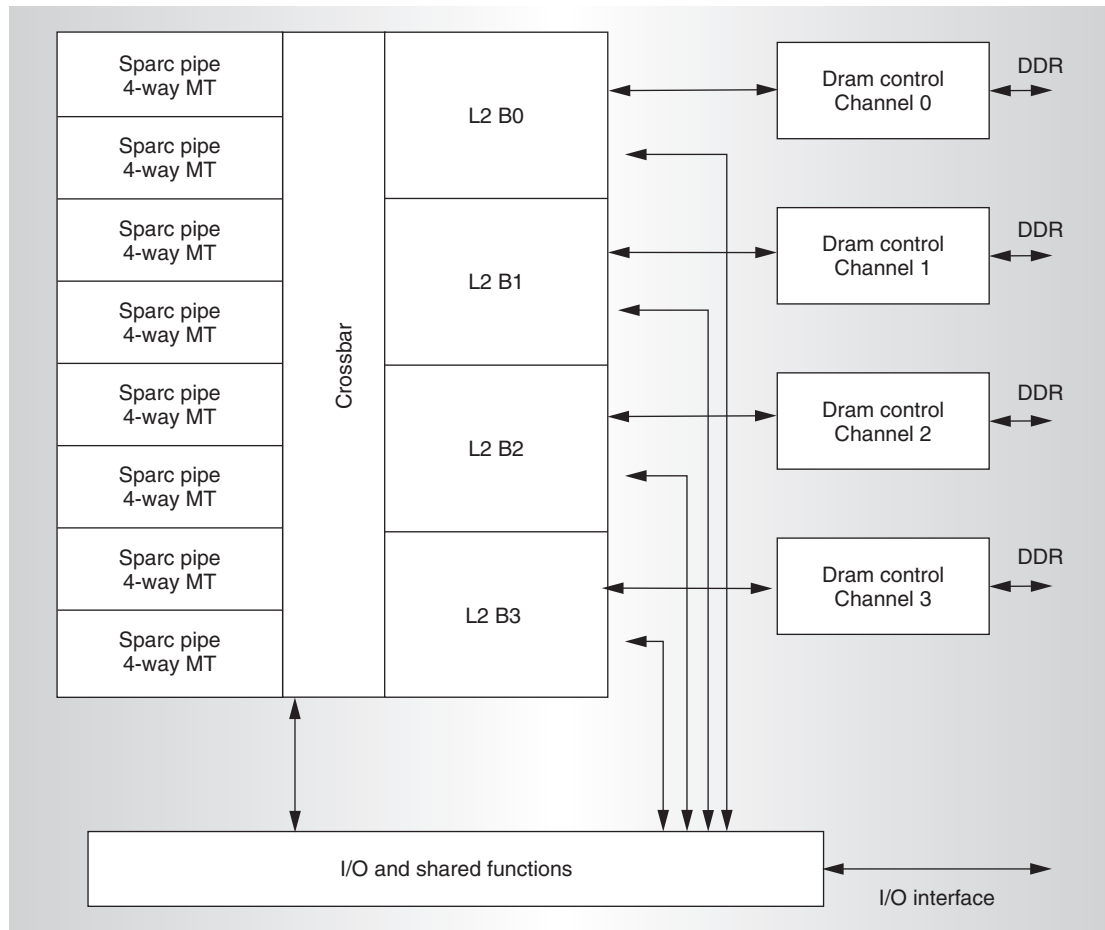 Sparc pipe
4-way MT
Sparc pipe
4-way MT
Sparc pipe
4-way MT
Sparc pipe
4-way MT
Sparc pipe
4-way MT
Sparc pipe
4-way MT
Sparc pipe
4-way MT
Sparc pipe
4-way MT
Crossbar
L2 B0
L2 B1
L2 B2
L2 B3
Dram control
Channel 0
DDR
Dram control
Channel 1
DDR
Dram control
Channel 2
DDR
Dram control
Channel 3
DDR
I/O and shared functions
I/O interface